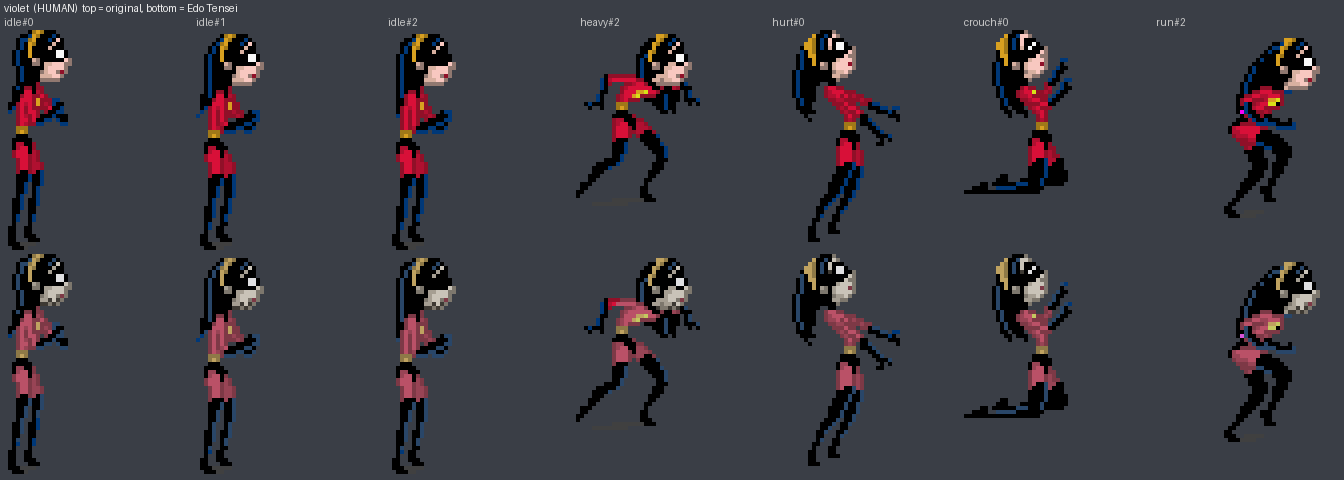 violet (HUMAN) top = original, bottom = Edo Tensei
idle#0 idle#1 idle#2 heavy#2 hurt#0 crouch#0 run#2